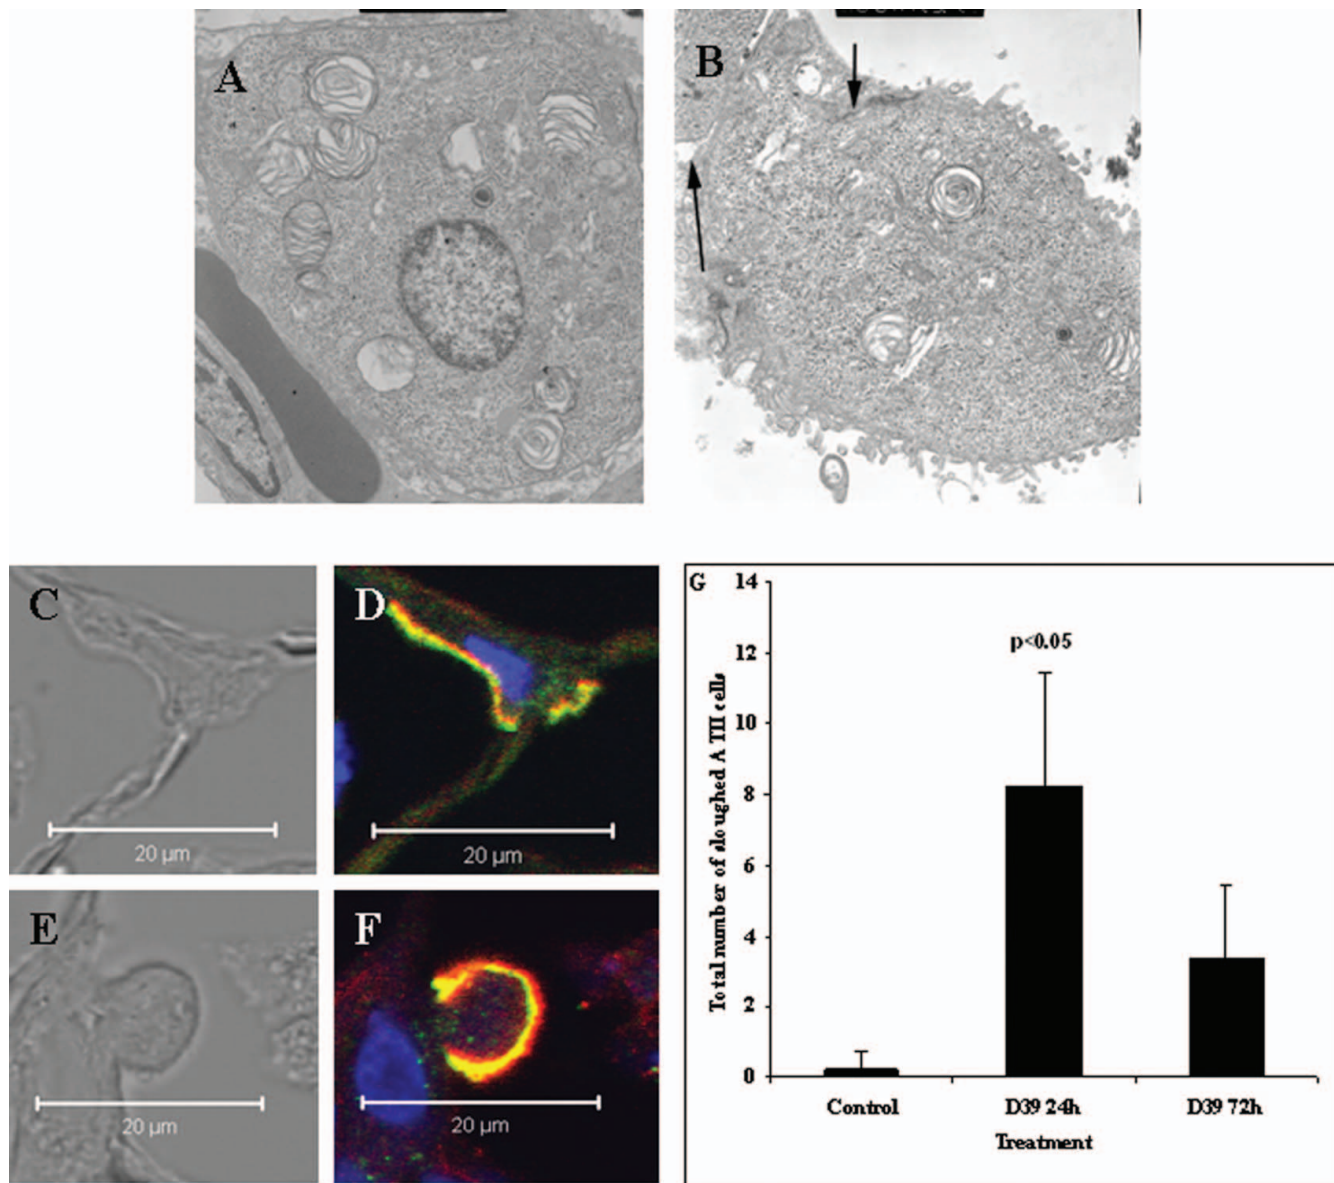 A
B
C
D
20 µm
20 µm
E
F
20 µm
20 µm
G
14
12
10
8
6
4
2
0
p<0.05
Total number of sloughed ATII cells
Control
D39 24h
D39 72h
Treatment